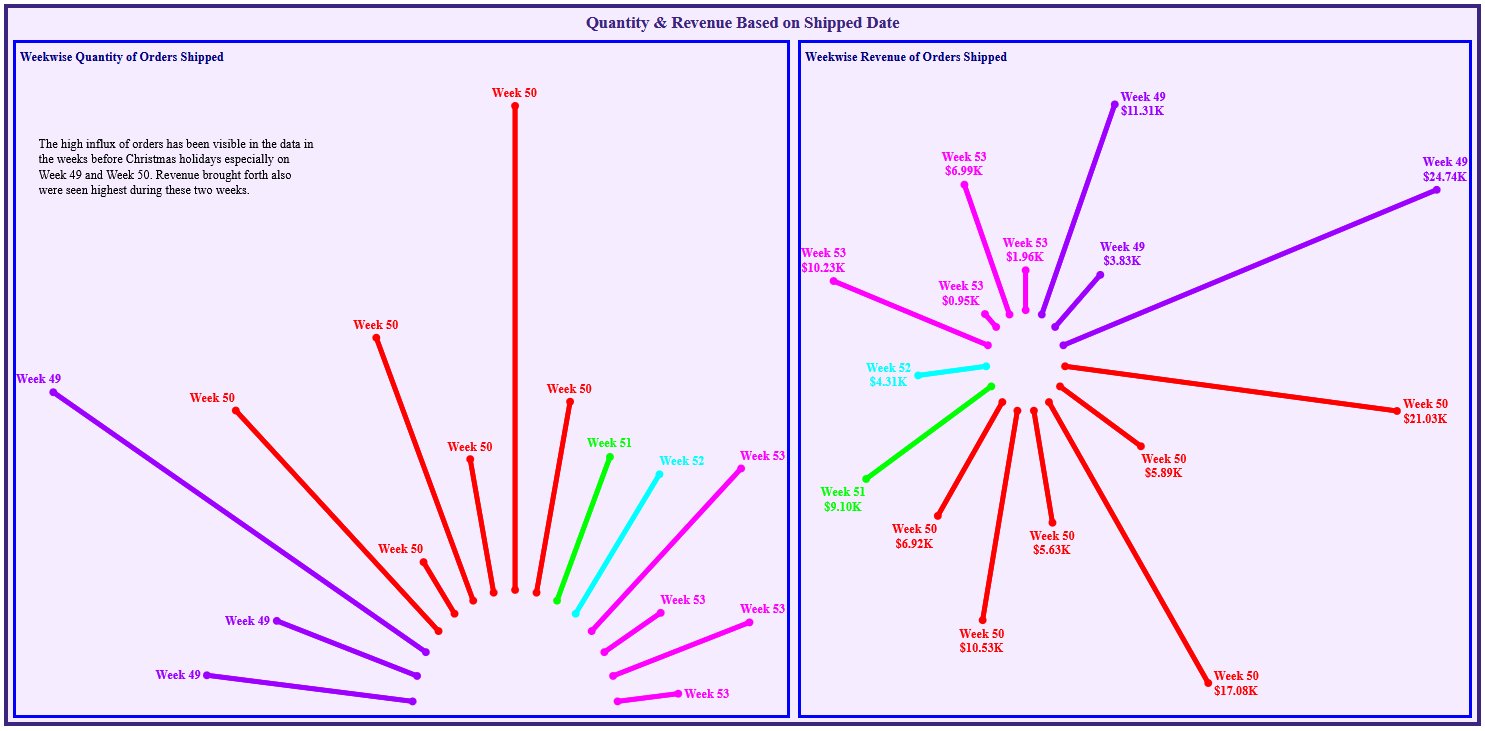 Quantity & Revenue Based on Shipped Date
Weekwise Quantity of Orders Shipped
The high influx of orders has been visible in the data in
the weeks before Christmas holidays especially on
Week 49 and Week 50. Revenue brought forth also
were seen highest during these two weeks.
Week 50
Week 50
Week 49
Week 50
Week 50
Week 50
Week 51
Week 52
Week 53
Week 50
Week 53
Week 53
Week 49
Week 49
Week 53
Weekwise Revenue of Orders Shipped
Week 49
$11.31K
Week 53
$6.99K
Week 49
$24.74K
Week 53
$1.96K
Week 49
$3.83K
Week 53
$10.23K
Week 53
$0.95K
Week 52
$4.31K
Week 50
$21.03K
Week 50
$5.89K
Week 51
$9.10K
Week 50
$6.92K
Week 50
$5.63K
Week 50
$10.53K
Week 50
$17.08K